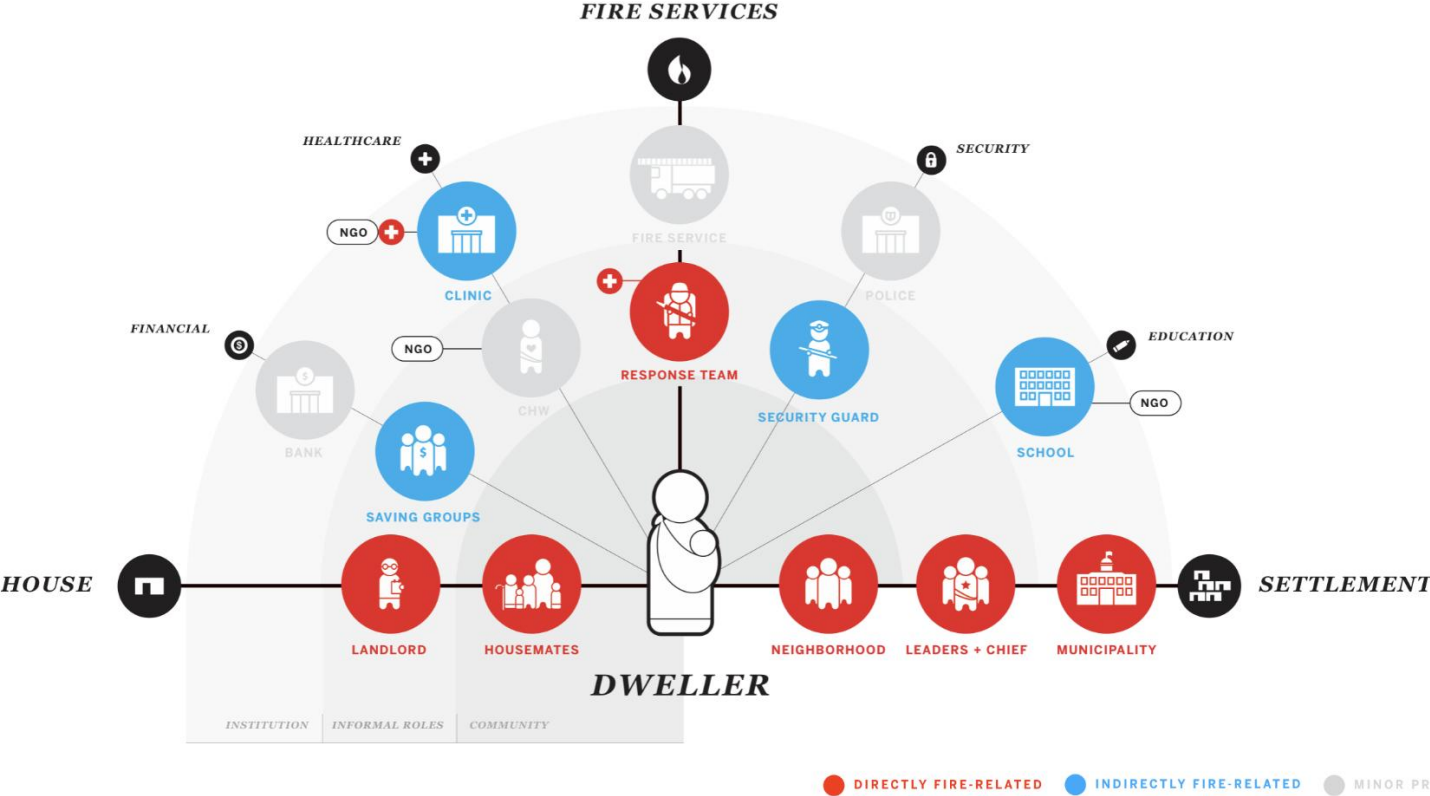 FIRE SERVICES
HEALTHCARE
SECURITY
NGO
FIRE SERVICE
CLINIC
POLICE
FINANCIAL
EDUCATION
NGO
RESPONSE TEAM
NGO
CHW
SECURITY GUARD
BANK
$
$
$
SCHOOL
SAVING GROUPS
HOUSE
SETTLEMENT
LANDLORD
HOUSEMATES
NEIGHBORHOOD
LEADERS + CHIEF
MUNICIPALITY
DWELLER
INSTITUTION
INFORMAL ROLES
COMMUNITY
DIRECTLY FIRE-RELATED
INDIRECTLY FIRE-RELATED
MINOR PR